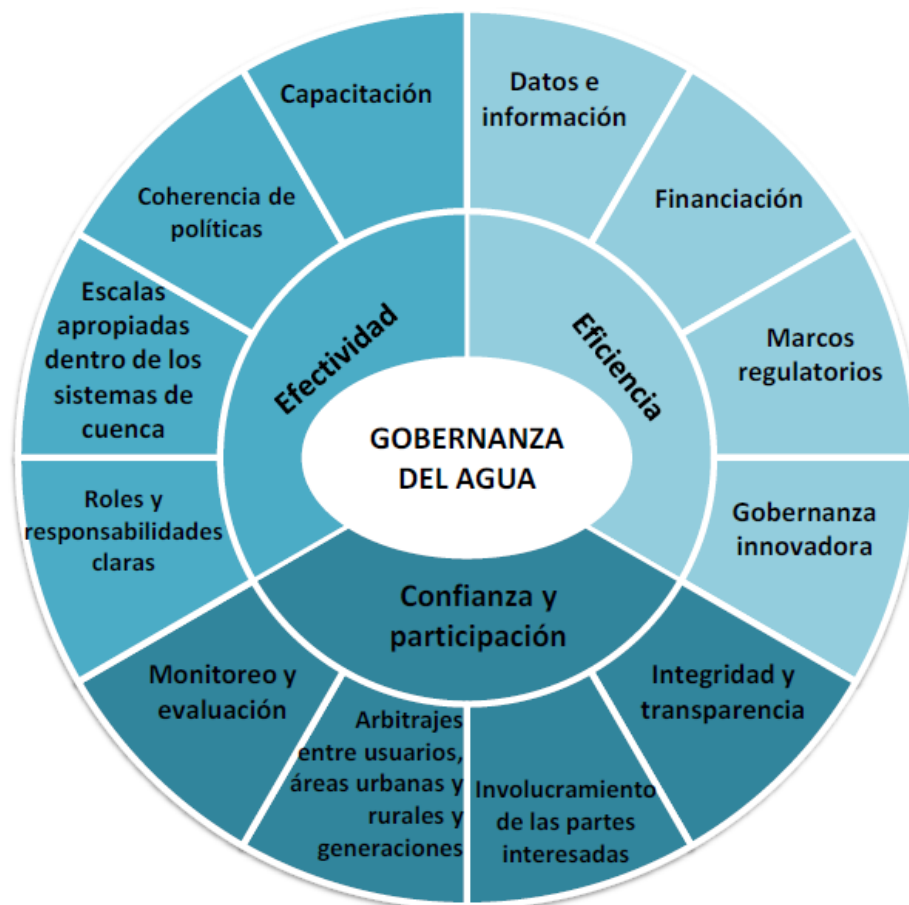 Capacitación
Datos e
información
Coherencia de
políticas
Financiación
Escalas
apropiadas
dentro de los
sistemas de
cuenca
Efectividad
Eficiencia
Marcos
regulatorios
GOBERNANZA
DEL AGUA
Roles y
responsabilidades
claras
Gobernanza
innovadora
Confianza y
participación
Monitoreo y
evaluación
Integridad y
transparencia
Arbitrajes
entre usuarios,
áreas urbanas y
rurales y
generaciones
Involucramiento
de las partes
interesadas